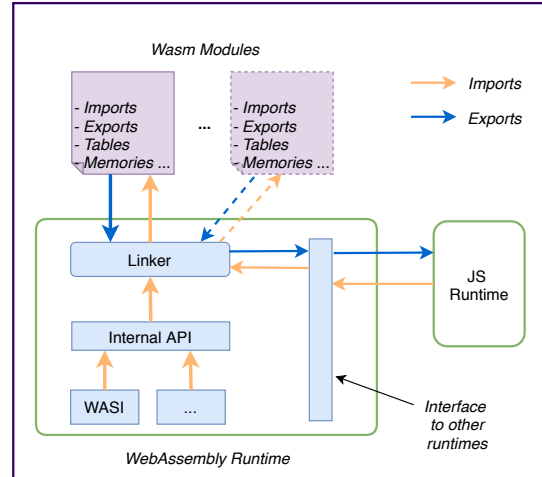 Wasm Modules
- Imports
- Exports
- Tables
- Memories ...
...
- Imports
- Exports
- Tables
- Memories ...
Imports
Exports
Linker
JS
Runtime
Internal API
WASI
...
Interface
to other
runtimes
WebAssembly Runtime